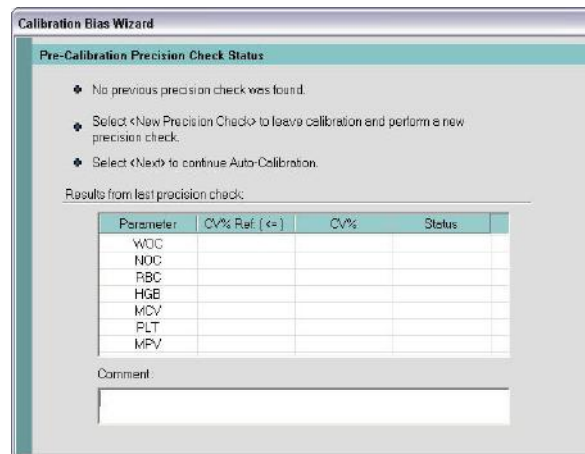 Calibration Bias Wizard
Pre-Calibration Precision Check Status
No previous precision check was found.
Select <New Precision Check> to leave calibration and perform a new
precision check.
Select <Next> to continue Auto-Calibration.
Results from last precision check:
Parameter CV% Ref. (<=) CV% Status
WOC
NOC
RBC
HGB
MCV
PLT
MPV
Comment: